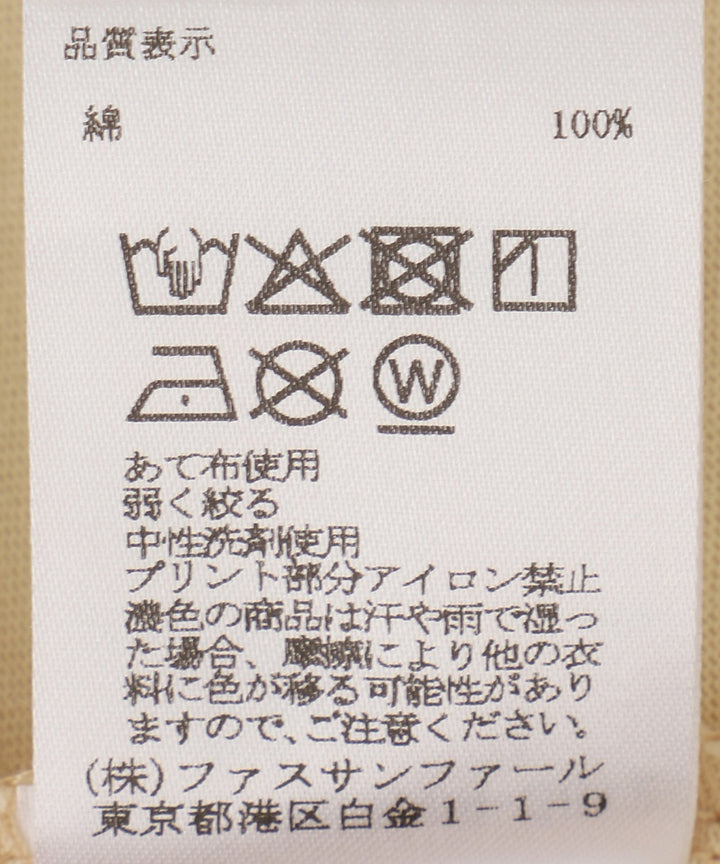 品質表示
綿 100%
W
あて布使用
弱く絞る
中性洗剤使用
プリント部分アイロン禁止
濃色の商品は汗や雨で湿っ
た場合、摩擦により他の衣
料に色が移る可能性があり
ますので、ご注意ください。
(株)ファスサンファール
東京都港区白金1-1-9